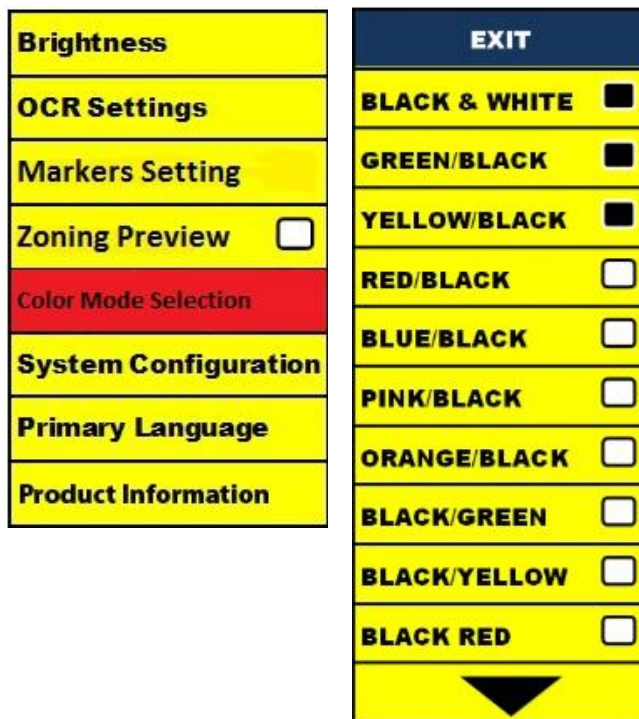 Brightness
OCR Settings
Markers Setting
Zoning Preview
Color Mode Selection
System Configuration
Primary Language
Product Information
EXIT
BLACK & WHITE
GREEN/BLACK
YELLOW/BLACK
RED/BLACK
BLUE/BLACK
PINK/BLACK
ORANGE/BLACK
BLACK/GREEN
BLACK/YELLOW
BLACK RED